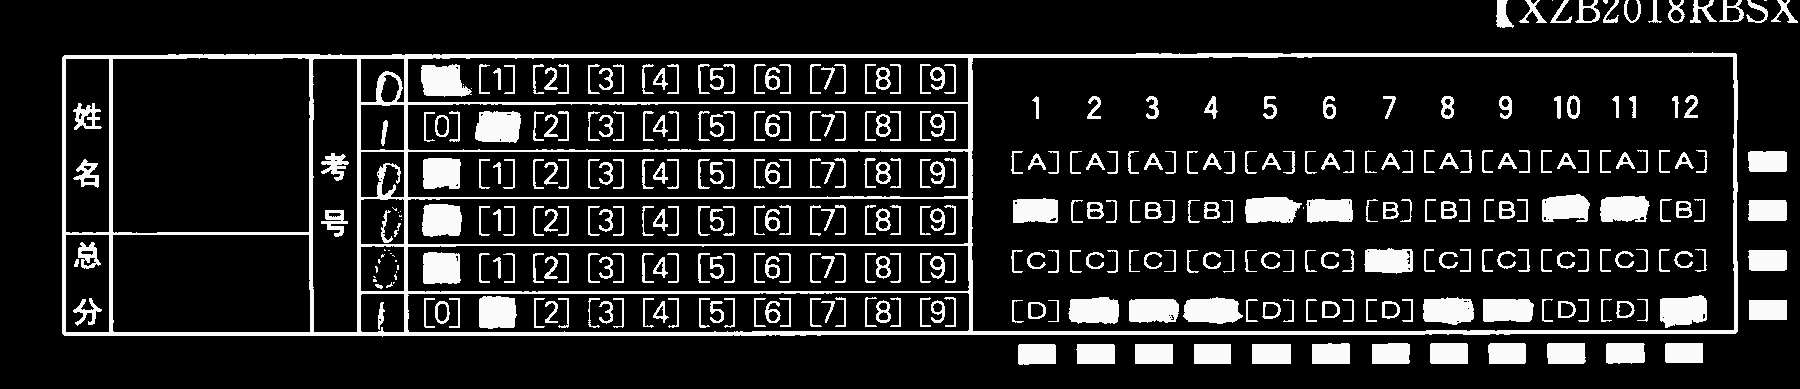 【XZB2018RBSX
姓名
总分
考号
0 [1] [2] [3] [4] [5] [6] [7] [8] [9]
1 [0] [2] [3] [4] [5] [6] [7] [8] [9]
0 [1] [2] [3] [4] [5] [6] [7] [8] [9]
0 [1] [2] [3] [4] [5] [6] [7] [8] [9]
0 [1] [2] [3] [4] [5] [6] [7] [8] [9]
1 [0] [2] [3] [4] [5] [6] [7] [8] [9]
1 2 3 4 5 6 7 8 9 10 11 12
[A] [A] [A] [A] [A] [A] [A] [A] [A] [A] [A] [A]
[B] [B] [B] [B] [B] [B] [B]
[C] [C] [C] [C] [C] [C] [C] [C] [C] [C] [C]
[D] [D] [D] [D] [D] [D]